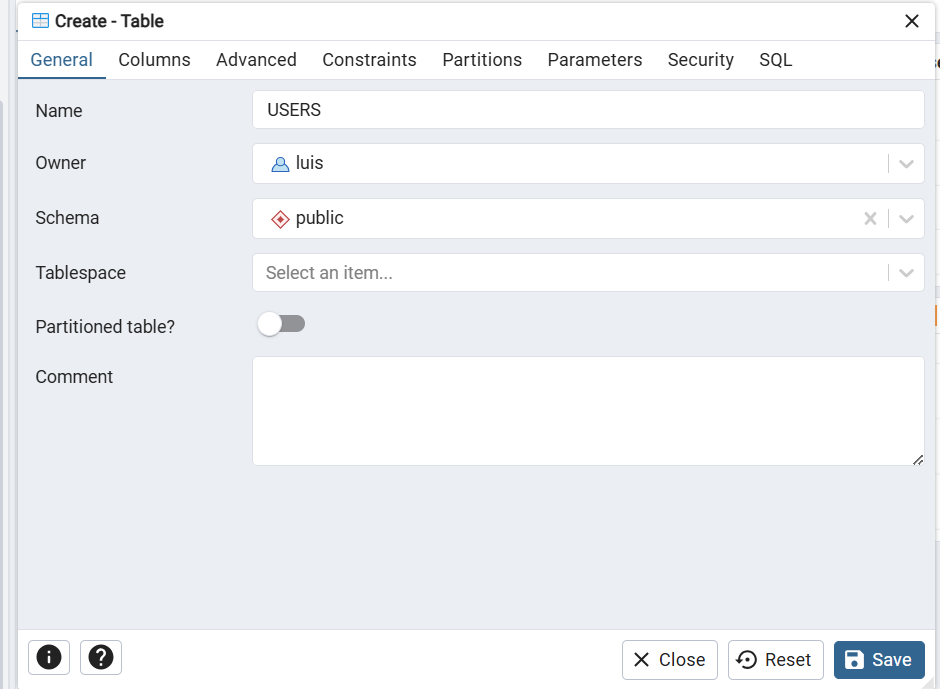 Create - Table
General Columns Advanced Constraints Partitions Parameters Security SQL
Name USERS
Owner luis
Schema public
Tablespace Select an item...
Partitioned table?
Comment
Close Reset Save